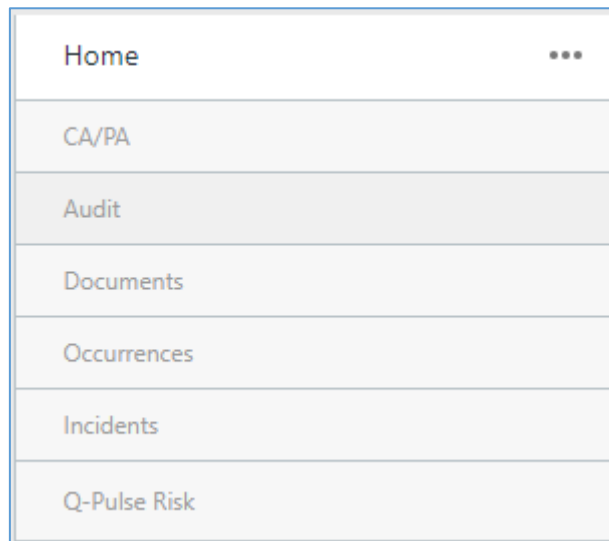 Home
CA/PA
Audit
Documents
Occurrences
Incidents
Q-Pulse Risk